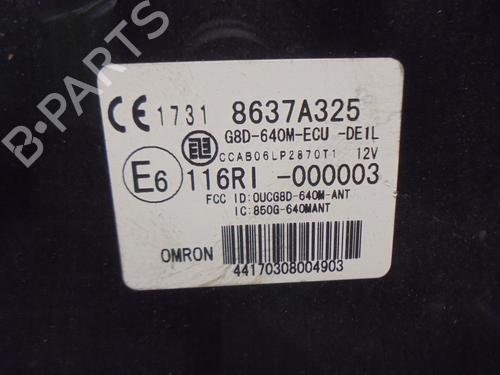 CE 1731 8637A325
G8D-640M-ECU -DE1L
CCAB06LP2870T1 12V
E6 116RI -000003
FCC ID:OUCG8D-640M-ANT
IC:850G-640MANT
OMRON
44170308004903
B-PARTS